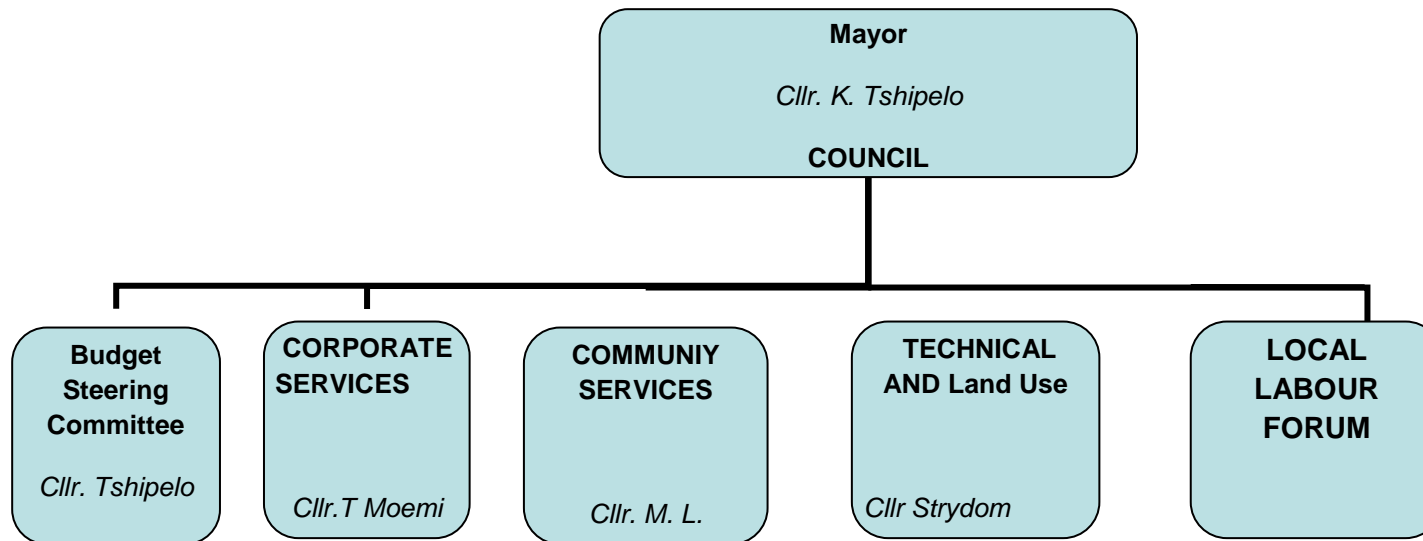 Mayor
Cllr. K. Tshipelo
COUNCIL
Budget
Steering
Committee
Cllr. Tshipelo
CORPORATE
SERVICES
Cllr.T Moemi
COMMUNIY
SERVICES
Cllr. M. L.
TECHNICAL
AND Land Use
Cllr Strydom
LOCAL
LABOUR
FORUM